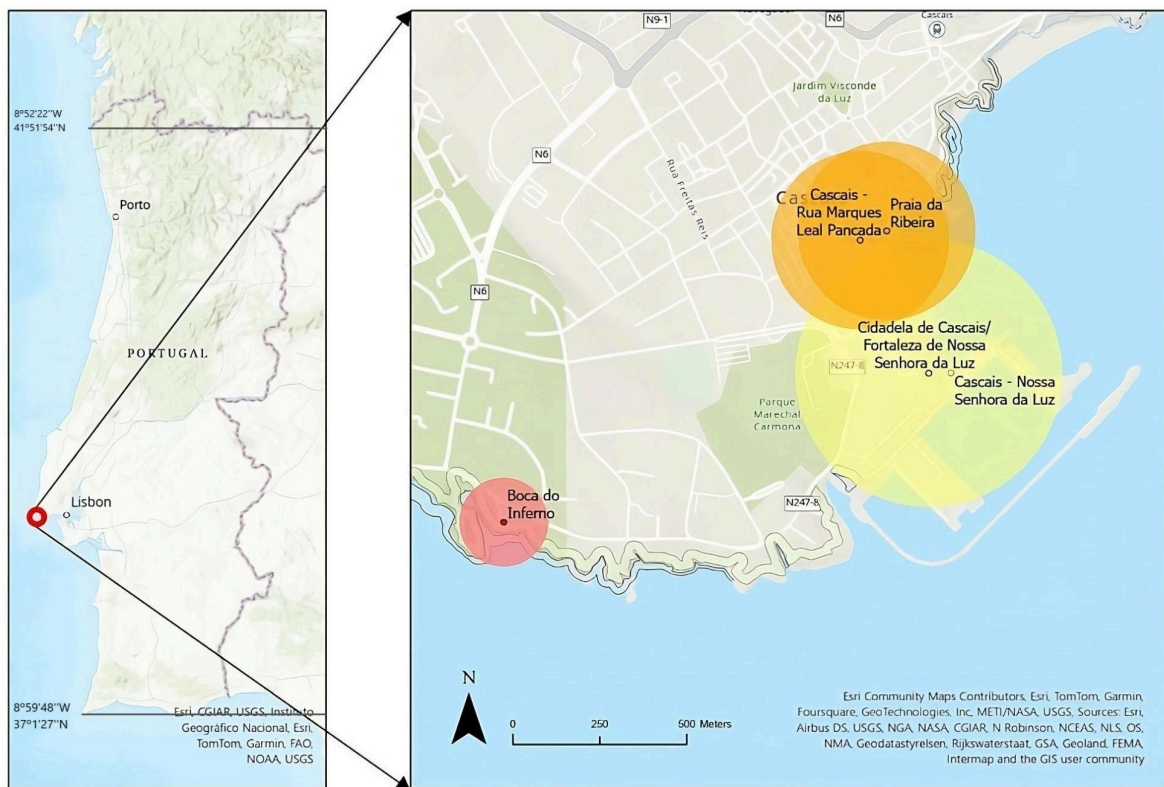 8°52'22"W
41°51'54"N
Porto
PORTUGAL
Lisbon
8°59'48"W
37°1'27"N
Esri, CGIAR, USGS, Instituto
Geográfico Nacional, Esri,
TomTom, Garmin, FAO,
NOAA, USGS
N9-1
N6
Cascais
Jardim Visconde
da Luz
N6
Rua Freitas Reis
Cascais -
Rua Marques
Leal Pancada
Praia da
Ribeira
N6
Cidadela de Cascais/
Fortaleza de Nossa
Senhora da Luz
N247-8
Cascais - Nossa
Senhora da Luz
Parque
Marechal
Carmona
Boca do
Inferno
N247-8
N
0 250 500 Meters
Esri Community Maps Contributors, Esri, TomTom, Garmin,
Foursquare, GeoTechnologies, Inc, METI/NASA, USGS, Sources: Esri,
Airbus DS, USGS, NGA, NASA, CGIAR, N Robinson, NCEAS, NLS, OS,
NMA, Geodatastyrelsen, Rijkswaterstaat, GSA, Geoland, FEMA,
Intermap and the GIS user community